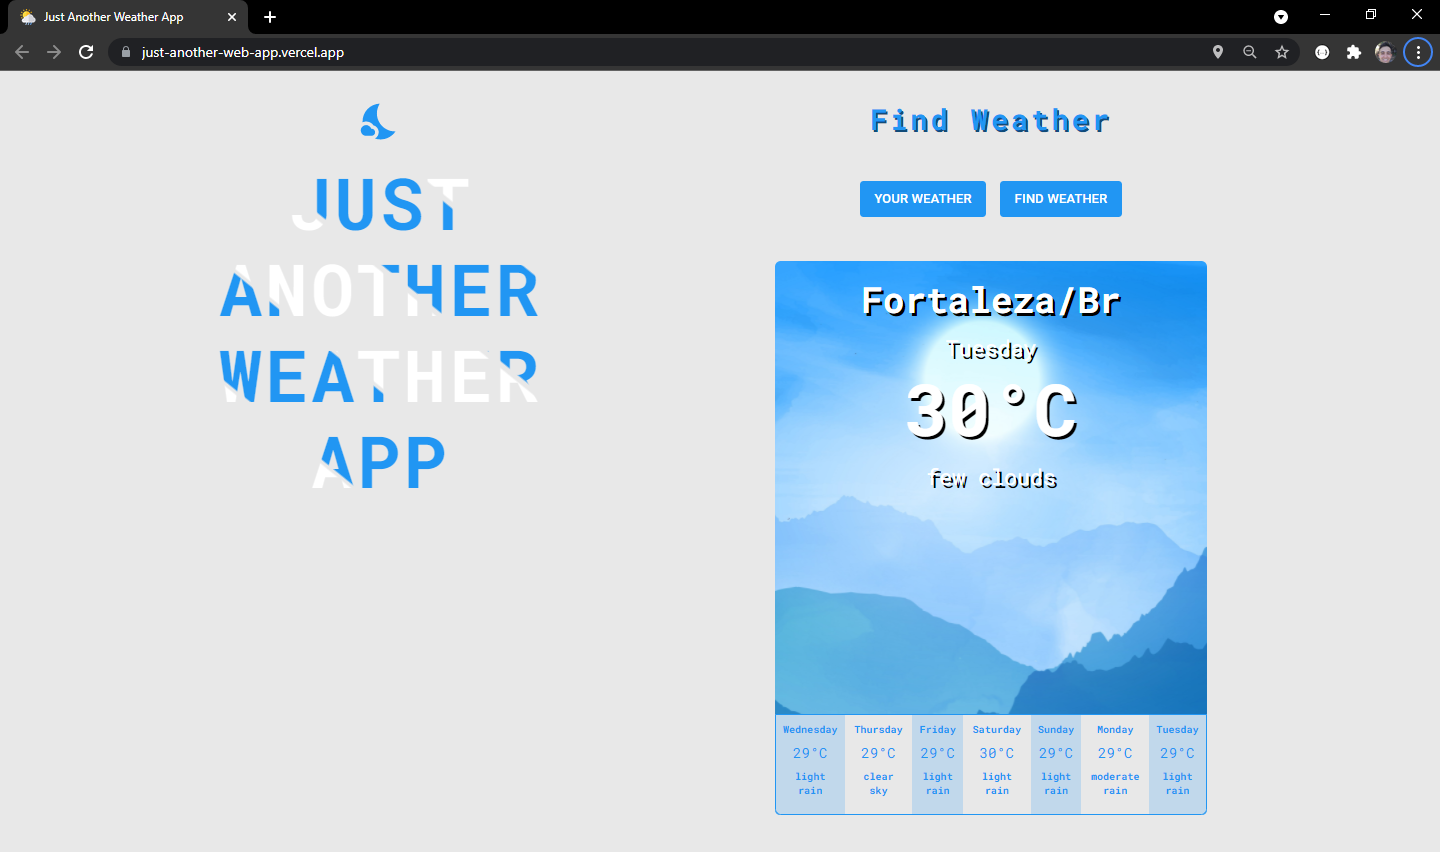 Just Another Weather App
just-another-web-app.vercel.app
JUST
ANOTHER
WEATHER
APP
Find Weather
YOUR WEATHER FIND WEATHER
Fortaleza/Br
Tuesday
30°C
few clouds
Wednesday Thursday Friday Saturday Sunday Monday Tuesday
29°C 29°C 29°C 30°C 29°C 29°C 29°C
light clear light light light moderate light
rain sky rain rain rain rain rain